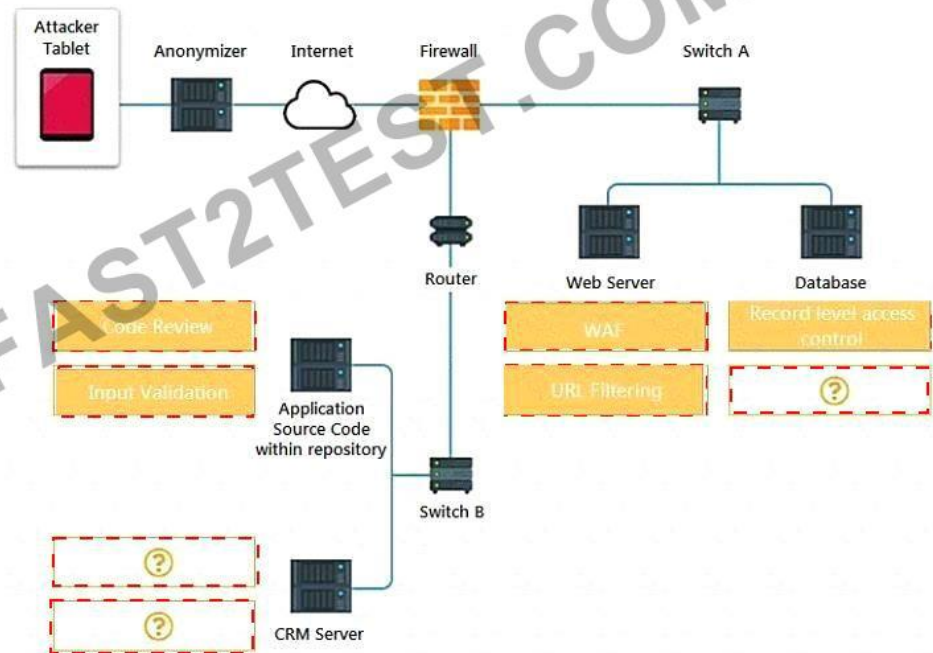 Attacker
Tablet
Anonymizer
Internet
Firewall
Switch A
FAST2TEST.COM
Router
Web Server
Database
Code Review
Input Validation
WAF
URL Filtering
Record level access
control
?
Application
Source Code
within repository
Switch B
?
?
CRM Server